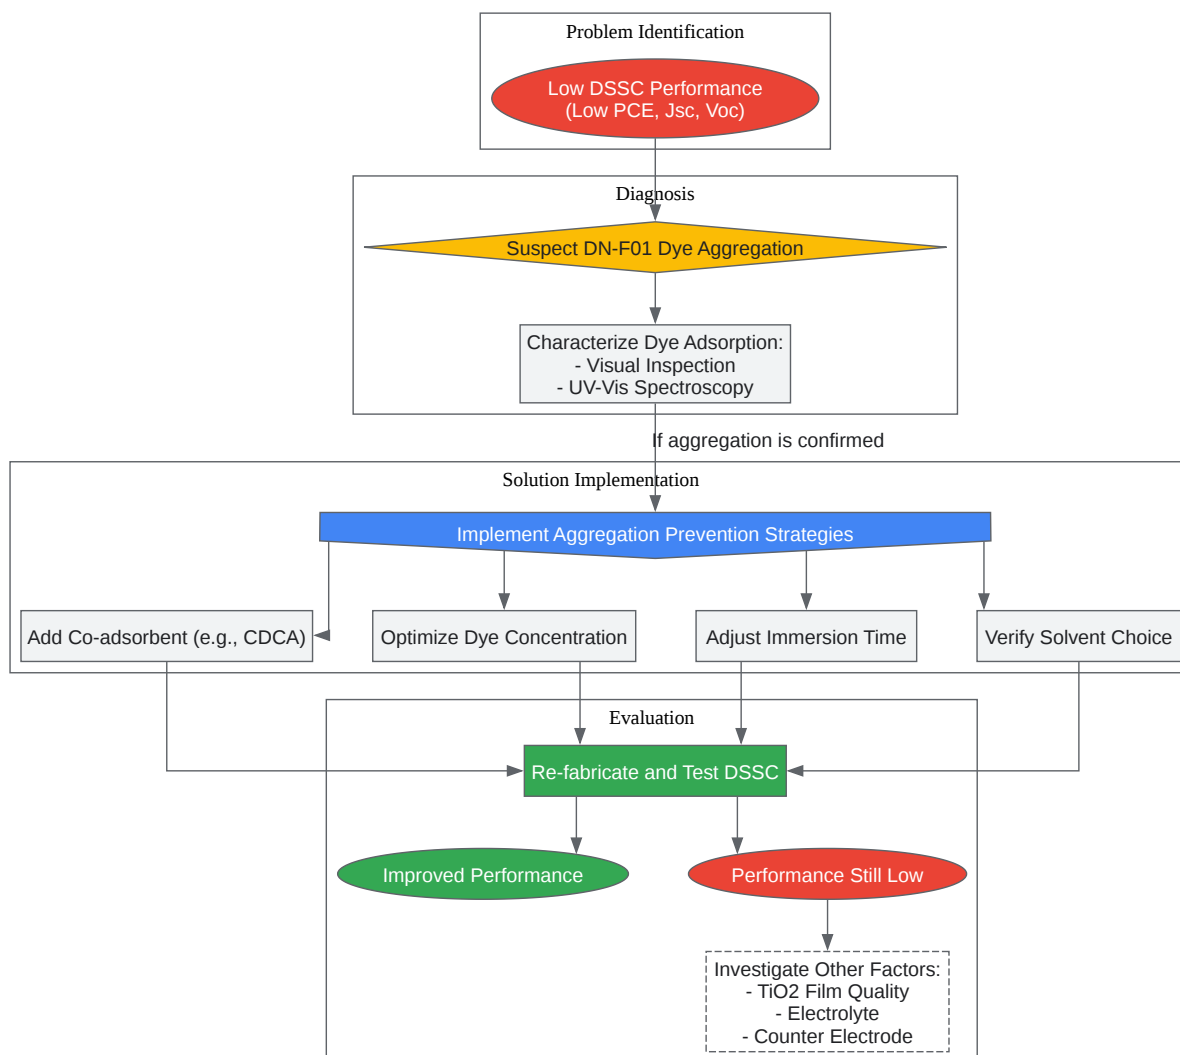 Problem Identification
Low DSSC Performance
(Low PCE, Jsc, Voc)
Diagnosis
Suspect DN-F01 Dye Aggregation
Characterize Dye Adsorption:
- Visual Inspection
- UV-Vis Spectroscopy
If aggregation is confirmed
Solution Implementation
Implement Aggregation Prevention Strategies
Add Co-adsorbent (e.g., CDCA)
Optimize Dye Concentration
Adjust Immersion Time
Verify Solvent Choice
Evaluation
Re-fabricate and Test DSSC
Improved Performance
Performance Still Low
Investigate Other Factors:
- TiO2 Film Quality
- Electrolyte
- Counter Electrode